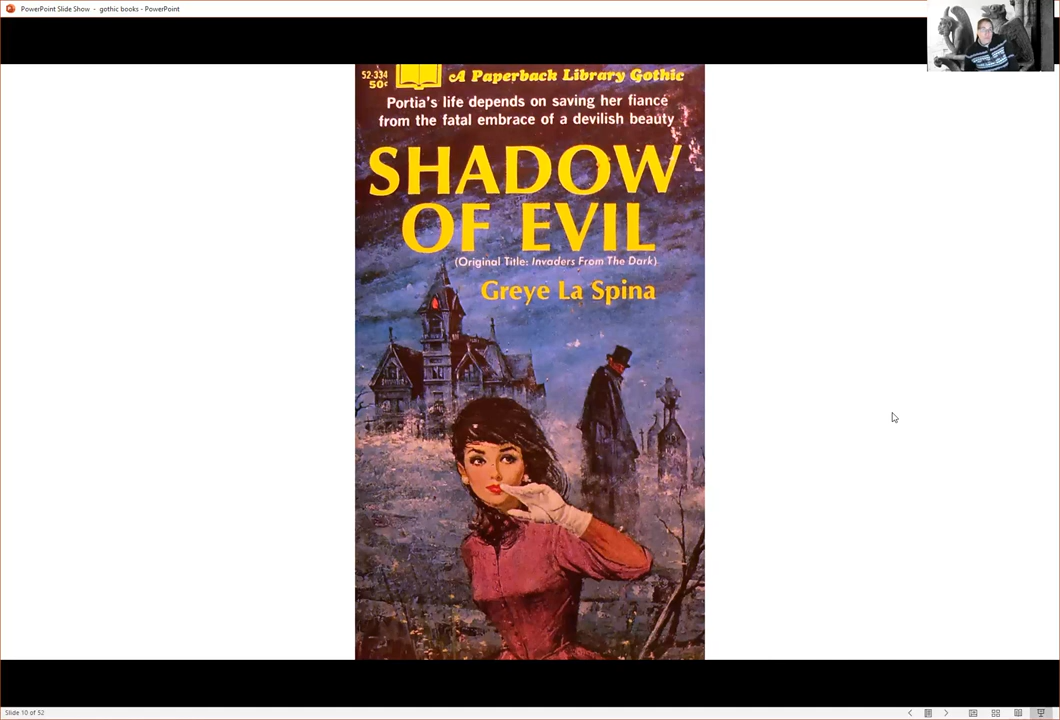 PowerPoint Slide Show - gothic books - PowerPoint
52-334
50¢
A Paperback Library Gothic
Portia's life depends on saving her fiancé
from the fatal embrace of a devilish beauty
SHADOW
OF EVIL
(Original Title: Invaders From The Dark)
Greye La Spina
Slide 10 of 52